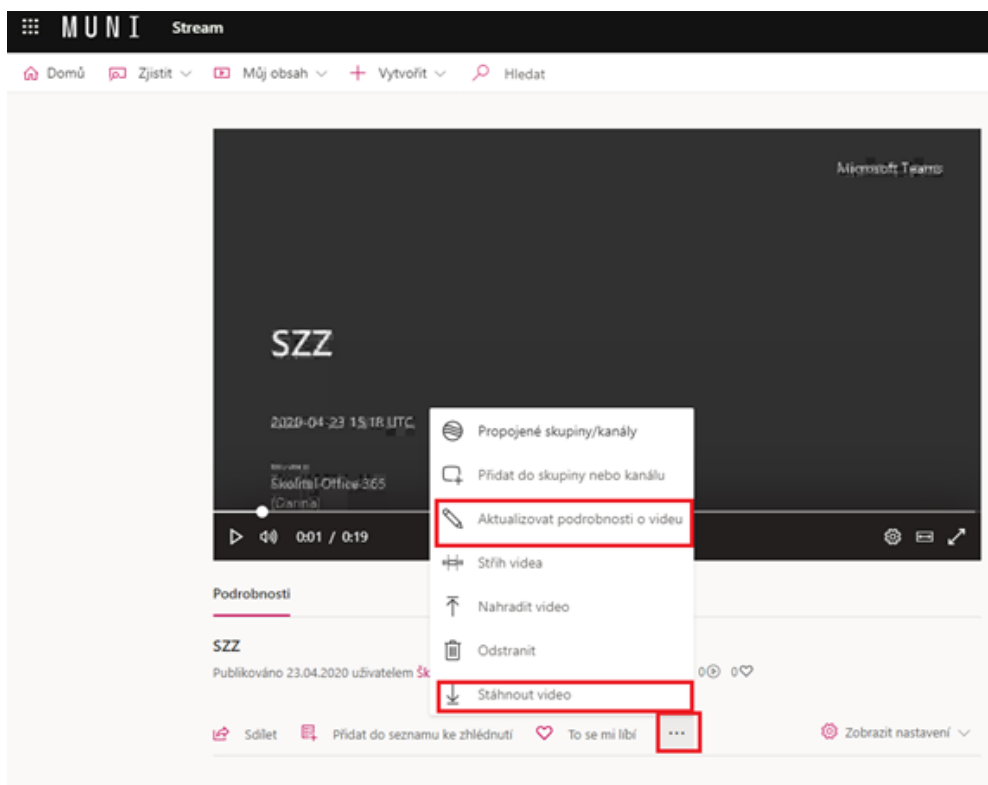 MUNI Stream
Domů Zjistit Můj obsah Vytvořit Hledat
Microsoft Teams
SZZ
2020-04-23 15:18 UTC
Propojené skupiny/kanály
Přidat do skupiny nebo kanálu
Školitel Office 365
(Darina)
Aktualizovat podrobnosti o videu
0:01 / 0:19
Střih videa
Podrobnosti
Nahradit video
SZZ
Odstranit
Publikováno 23.04.2020 uživatelem Šk
0 0
Stáhnout video
Sdílet Přidat do seznamu ke zhlédnutí To se mi líbí ... Zobrazit nastavení